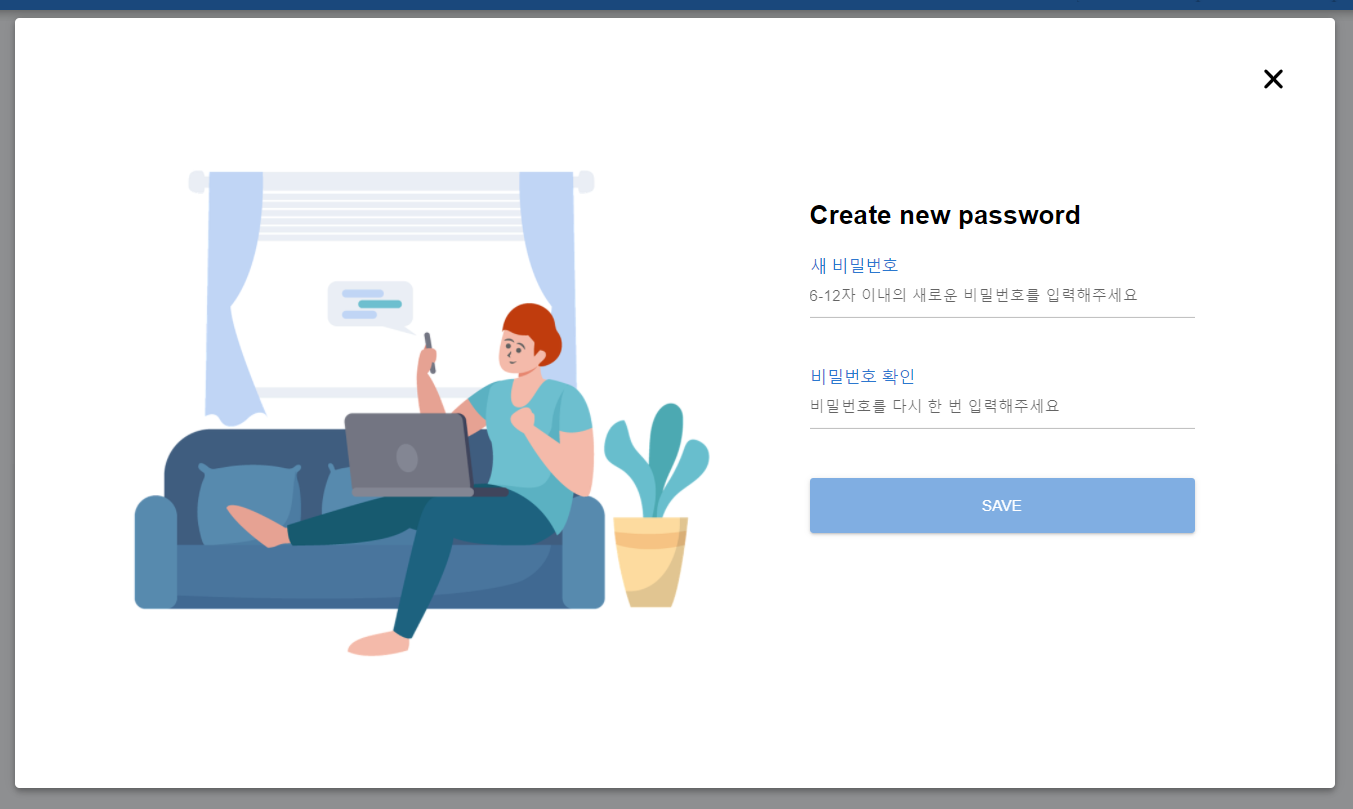 Create new password
새 비밀번호
6-12자 이내의 새로운 비밀번호를 입력해주세요
비밀번호 확인
비밀번호를 다시 한 번 입력해주세요
SAVE